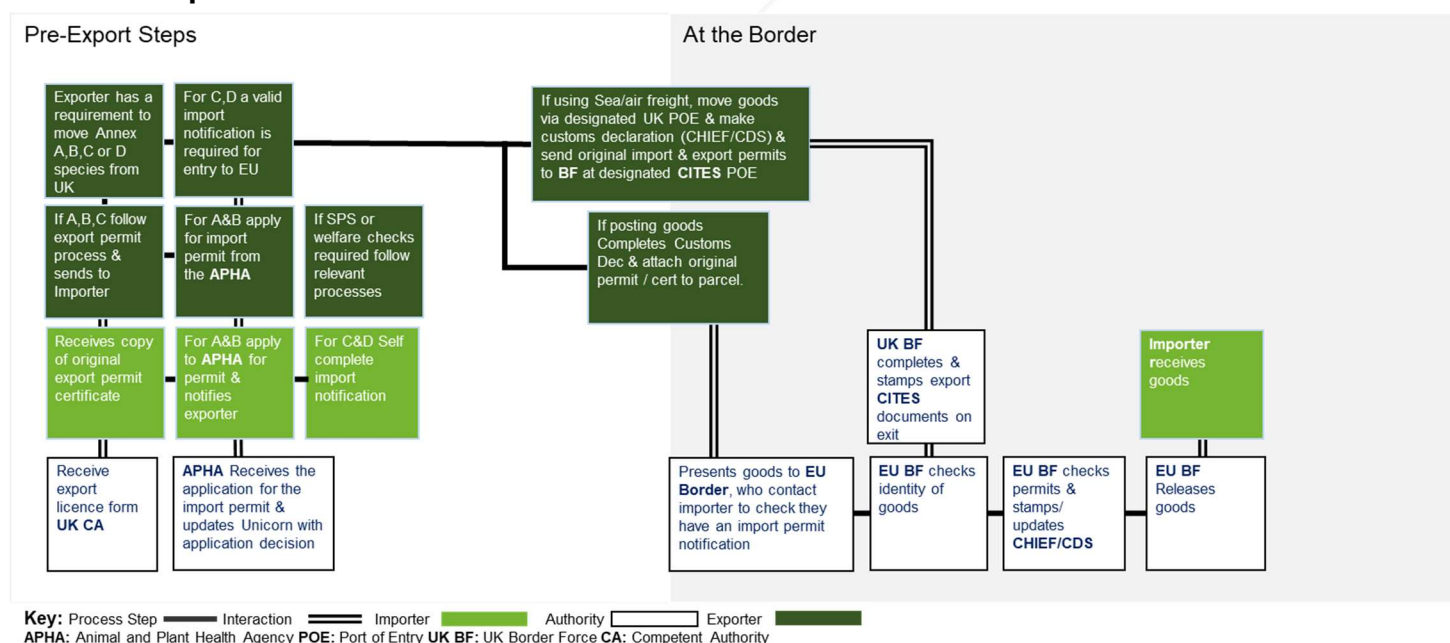 Pre-Export Steps
At the Border
Exporter has a
requirement to
move Annex
A,B,C or D
species from
UK
For C,D a valid
import
notification is
required for
entry to EU
If using Sea/air freight, move goods
via designated UK POE & make
customs declaration (CHIEF/CDS) &
send original import & export permits
to BF at designated CITES POE
If A,B,C follow
export permit
process &
sends to
Importer
For A&B apply
for import
permit from
the APHA
If SPS or
welfare checks
required follow
relevant
processes
If posting goods
Completes Customs
Dec & attach original
permit / cert to parcel.
Receives copy
of original
export permit
certificate
For A&B apply
to APHA for
permit &
notifies
exporter
For C&D Self
complete
import
notification
UK BF
completes &
stamps export
CITES
documents on
exit
Importer
receives
goods
Receive
export
licence form
UK CA
APHA Receives the
application for the
import permit &
updates Unicorn with
application decision
Presents goods to EU
Border, who contact
importer to check they
have an import permit
notification
EU BF checks
identity of
goods
EU BF checks
permits &
stamps/
updates
CHIEF/CDS
EU BF
Releases
goods
Key: Process Step Interaction Importer Authority Exporter
APHA: Animal and Plant Health Agency POE: Port of Entry UK BF: UK Border Force CA: Competent Authority